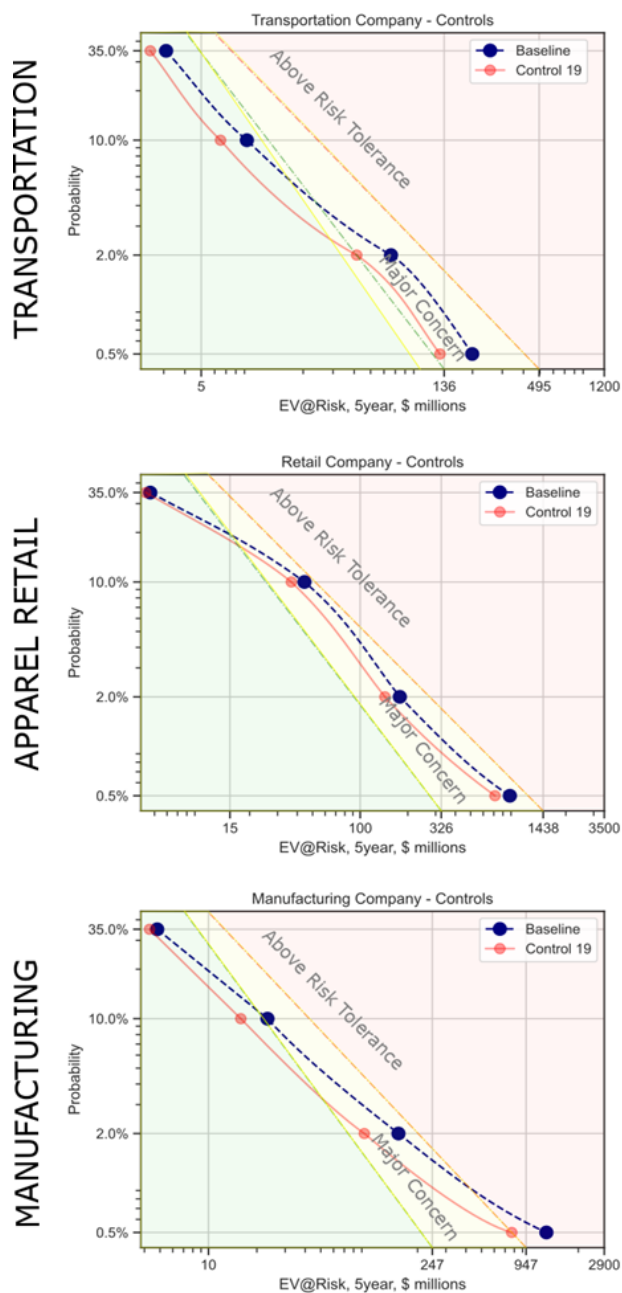 TRANSPORTATION
Transportation Company - Controls
Baseline
Control 19
Above Risk Tolerance
Major Concern
Probability
35.0%
10.0%
2.0%
0.5%
5 136 495 1200
EV@Risk, 5year, $ millions
APPAREL RETAIL
Retail Company - Controls
Baseline
Control 19
Above Risk Tolerance
Major Concern
Probability
35.0%
10.0%
2.0%
0.5%
15 100 326 1438 3500
EV@Risk, 5year, $ millions
MANUFACTURING
Manufacturing Company - Controls
Baseline
Control 19
Above Risk Tolerance
Major Concern
Probability
35.0%
10.0%
2.0%
0.5%
10 247 947 2900
EV@Risk, 5year, $ millions